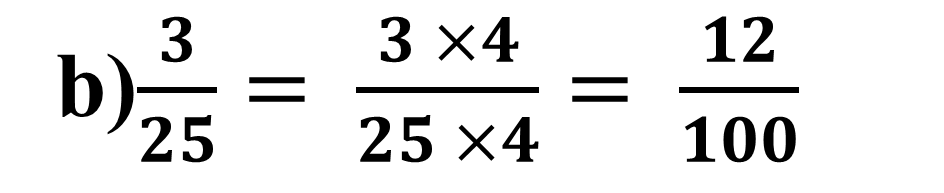 b) 3/25 = 3 ×4/25 ×4 = 12/100